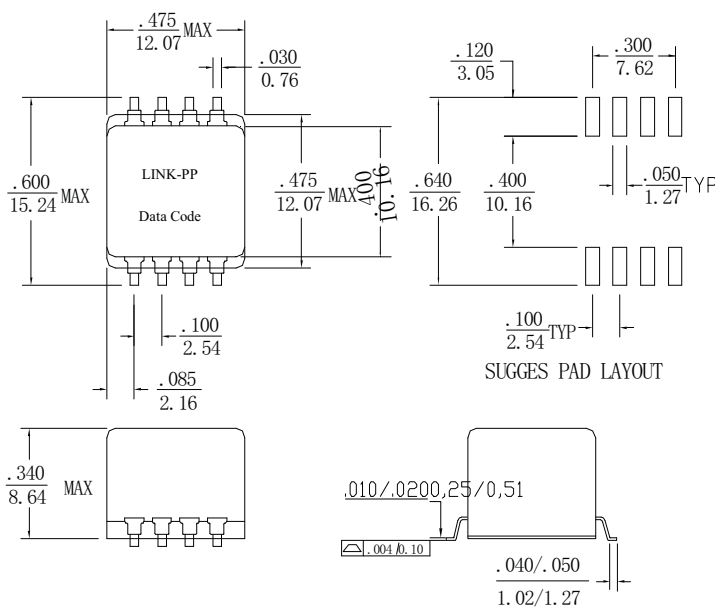 .475
12.07 MAX
.030
0.76
.120
3.05
.300
7.62
LINK-PP
Data Code
.600
15.24 MAX
.475
12.07 MAX
.400
10.16
.640
16.26
.400
10.16
.050
1.27 TYP
.100
2.54
.085
2.16
.100
2.54 TYP
SUGGES PAD LAYOUT
.340
8.64 MAX
.010/.0200,25/0,51
.004/0.10
.040/.050
1.02/1.27